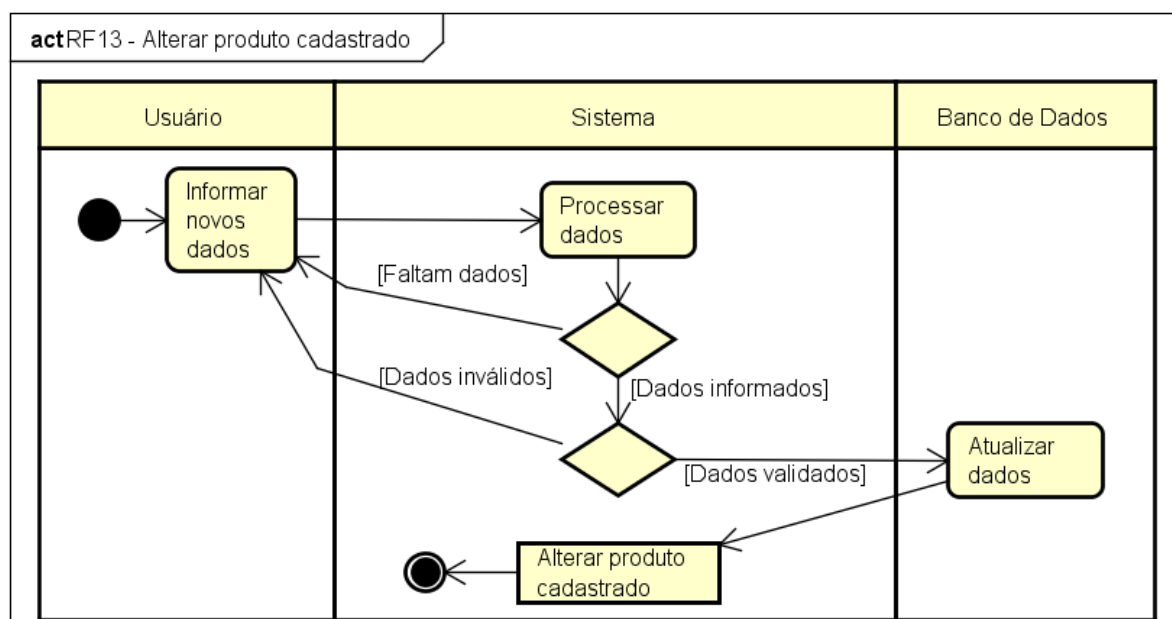 act RF13 - Alterar produto cadastrado
Usuário
Sistema
Banco de Dados
Informar
novos
dados
Processar
dados
[Faltam dados]
[Dados inválidos]
[Dados informados]
Atualizar
dados
[Dados validados]
Alterar produto
cadastrado